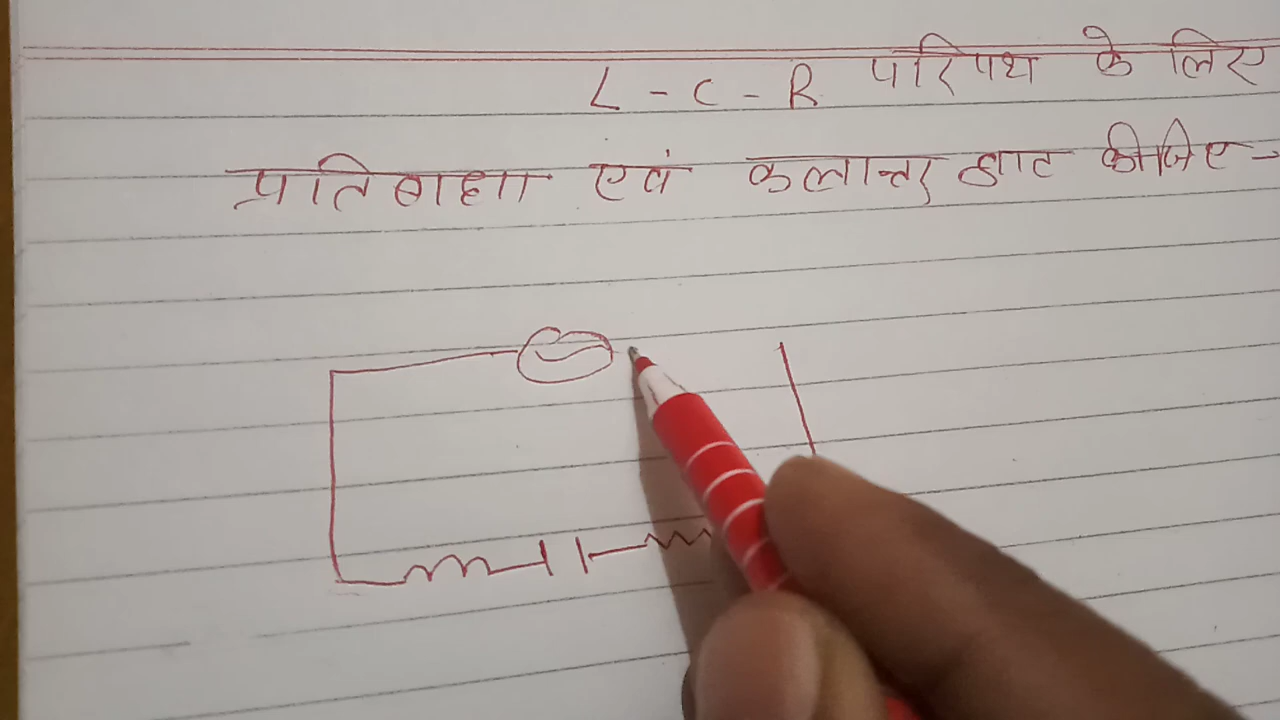 L - C - R परिपथ के लिए
प्रतिबाधा एवं कलान्तर ज्ञात कीजिए -